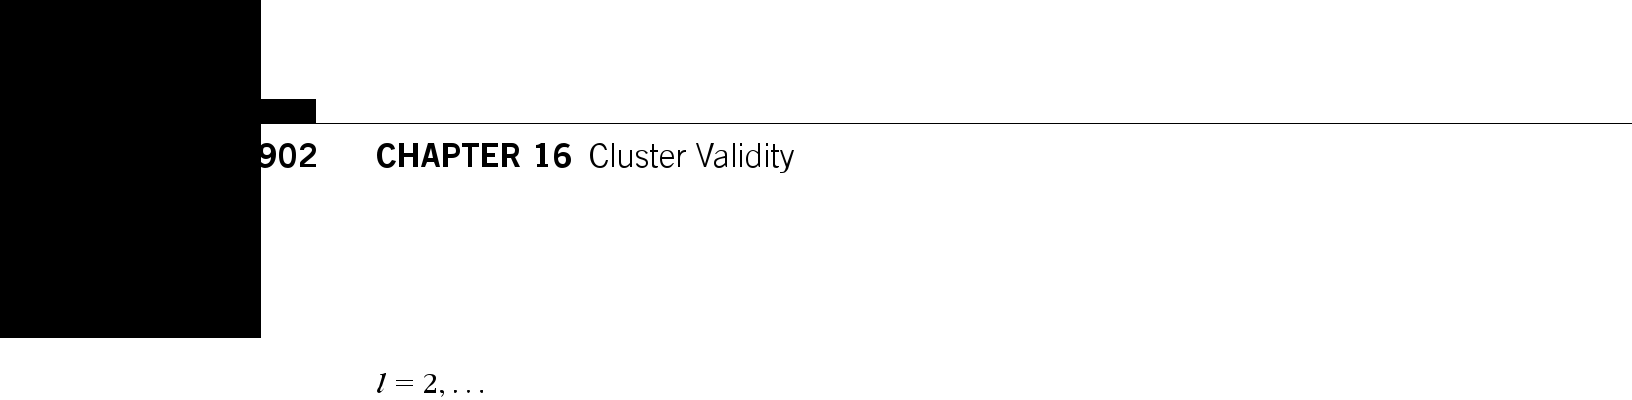 902 CHAPTER 16 Cluster Validity
l = 2, . . .